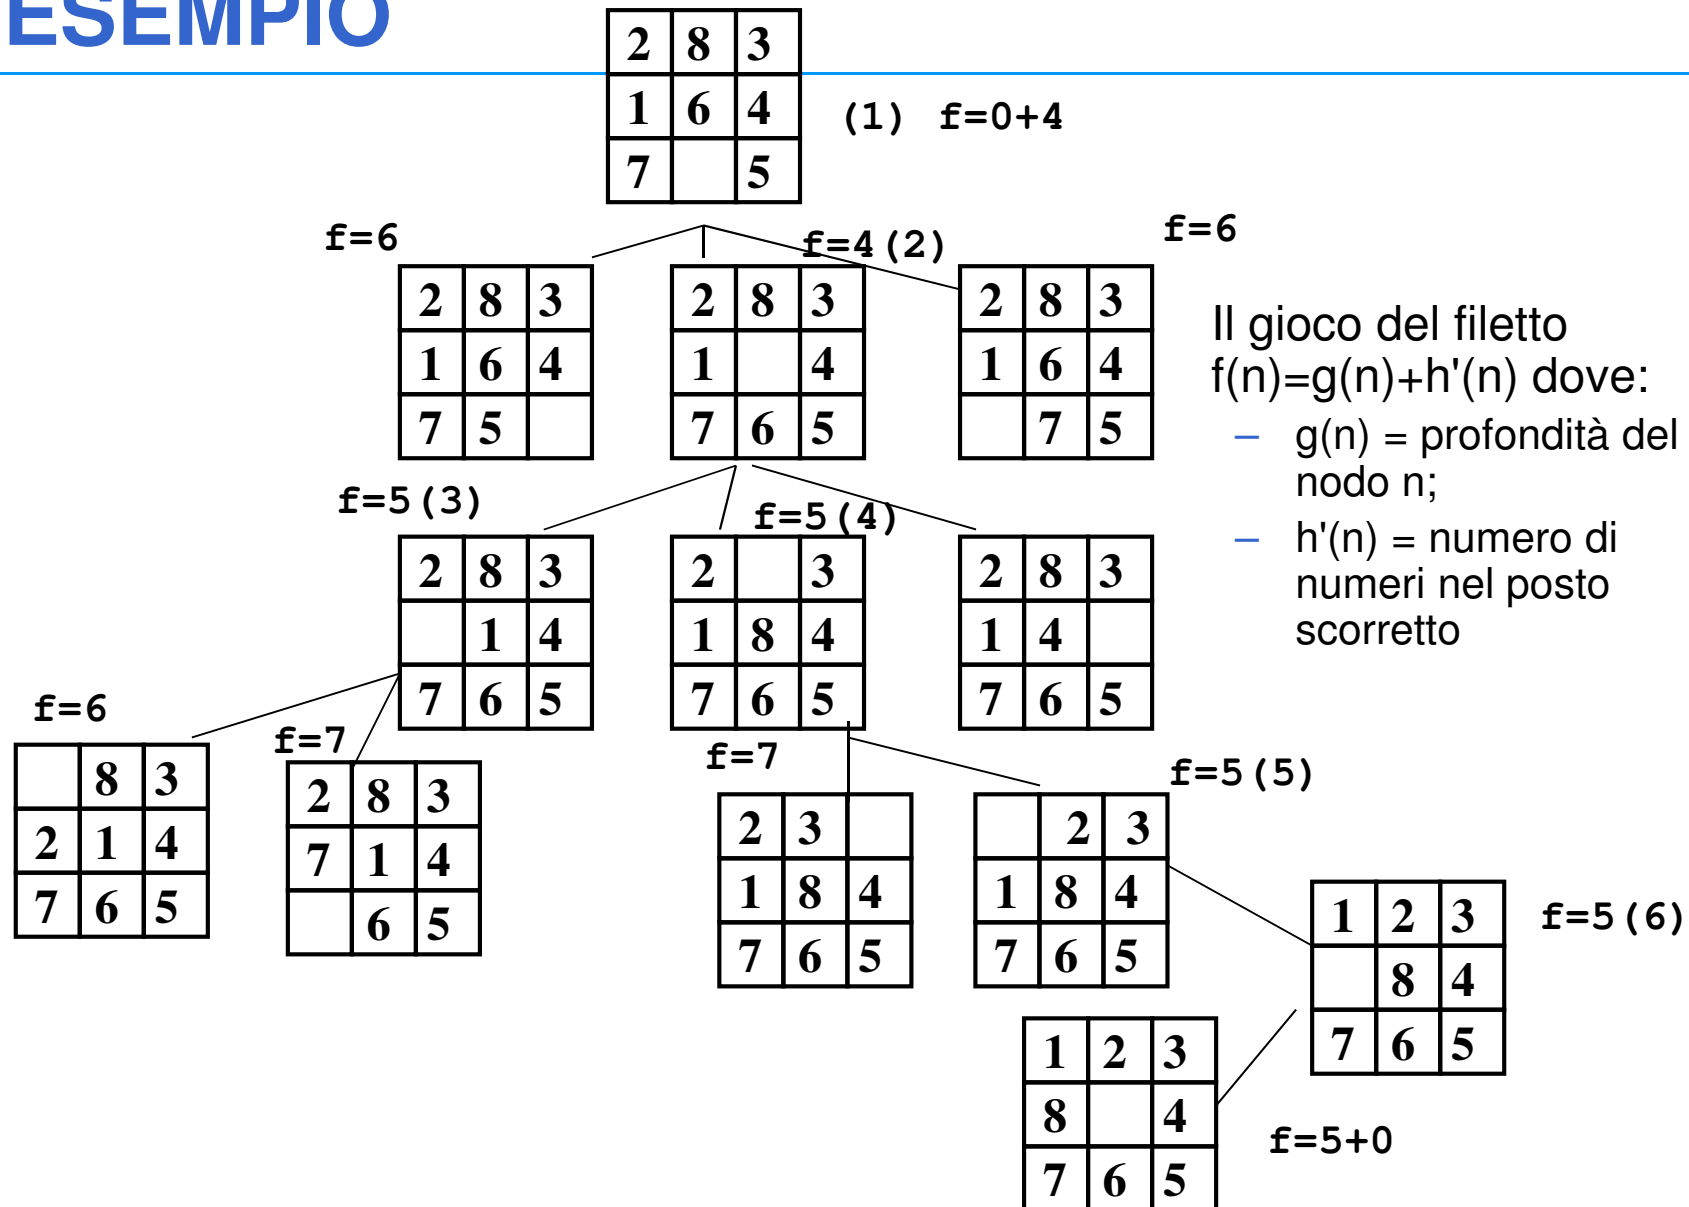 ESEMPIO
2 8 3
1 6 4
7 5
(1) f=0+4
f=6
f=4(2)
f=6
2 8 3
1 6 4
7 5
2 8 3
1 4
7 6 5
2 8 3
1 6 4
7 5
Il gioco del filetto
f(n)=g(n)+h'(n) dove:
– g(n) = profondità del
nodo n;
– h'(n) = numero di
numeri nel posto
scorretto
f=5(3)
f=5(4)
2 8 3
1 4
7 6 5
2 3
1 8 4
7 6 5
2 8 3
1 4
7 6 5
f=6
f=7
f=7
f=5(5)
8 3
2 1 4
7 6 5
2 8 3
7 1 4
6 5
2 3
1 8 4
7 6 5
2 3
1 8 4
7 6 5
1 2 3
8 4
7 6 5
f=5(6)
1 2 3
8 4
7 6 5
f=5+0